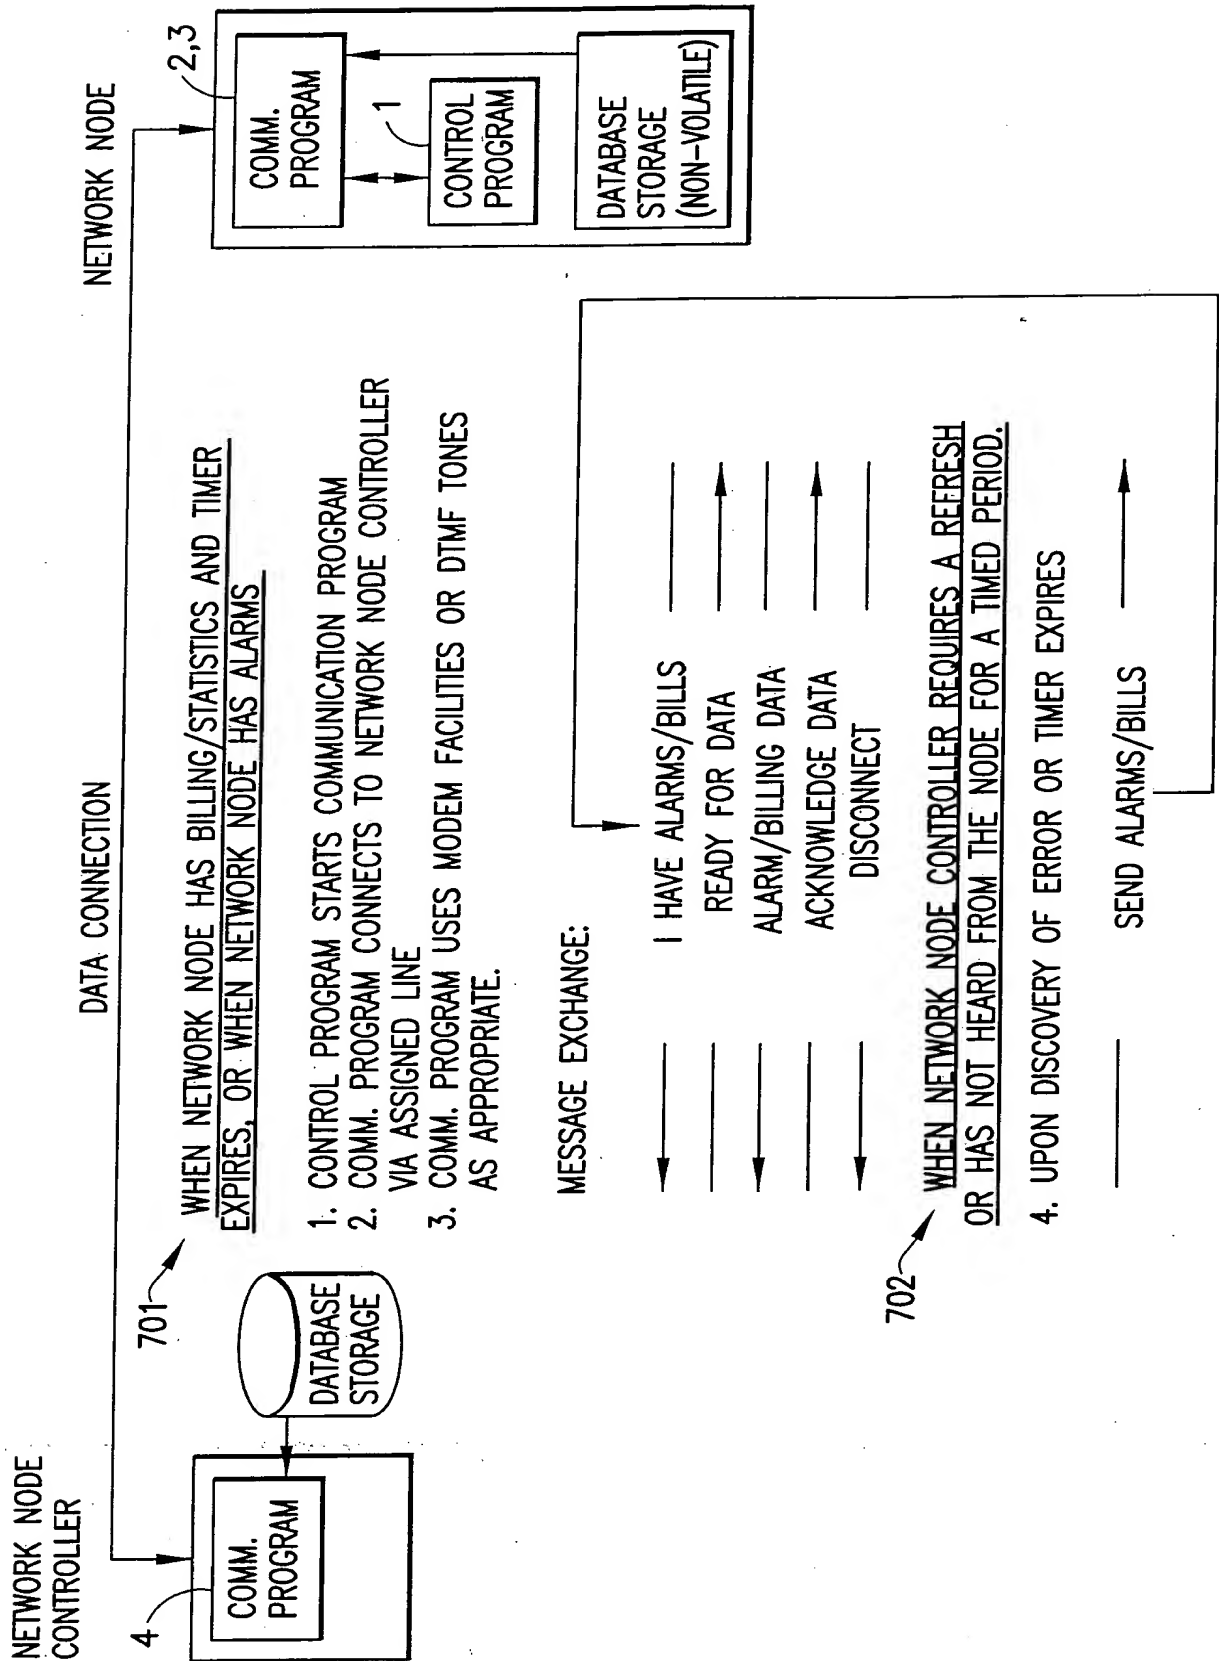 NETWORK NODE
CONTROLLER
4
COMM.
PROGRAM
DATABASE
STORAGE
DATA CONNECTION
NETWORK NODE
2,3
COMM.
PROGRAM
1
CONTROL
PROGRAM
DATABASE
STORAGE
(NON-VOLATILE)
701
WHEN NETWORK NODE HAS BILLING/STATISTICS AND TIMER
EXPIRES, OR WHEN NETWORK NODE HAS ALARMS
1. CONTROL PROGRAM STARTS COMMUNICATION PROGRAM
2. COMM. PROGRAM CONNECTS TO NETWORK NODE CONTROLLER
VIA ASSIGNED LINE
3. COMM. PROGRAM USES MODEM FACILITIES OR DTMF TONES
AS APPROPRIATE.
MESSAGE EXCHANGE:
I HAVE ALARMS/BILLS
READY FOR DATA
ALARM/BILLING DATA
ACKNOWLEDGE DATA
DISCONNECT
702
WHEN NETWORK NODE CONTROLLER REQUIRES A REFRESH
OR HAS NOT HEARD FROM THE NODE FOR A TIMED PERIOD.
4. UPON DISCOVERY OF ERROR OR TIMER EXPIRES
SEND ALARMS/BILLS